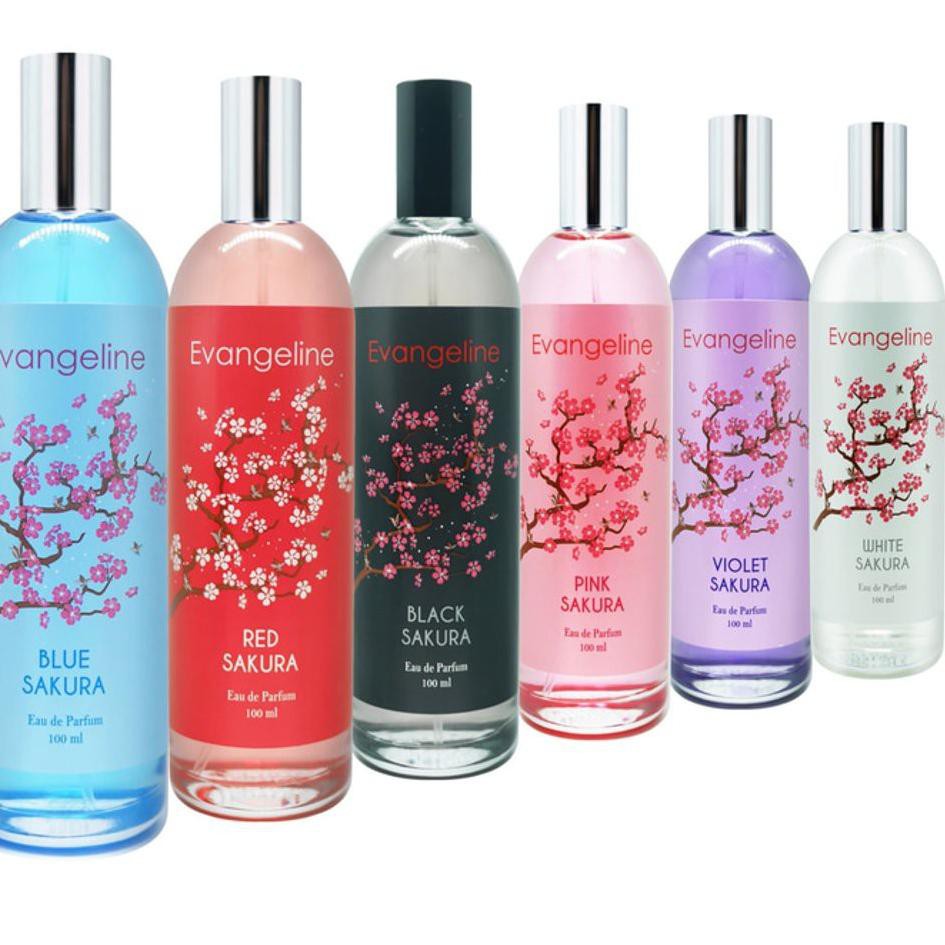 vangeline
BLUE
SAKURA
Eau de Parfum
100 ml
Evangeline
RED
SAKURA
Eau de Parfum
100 ml
Evangeline
BLACK
SAKURA
Eau de Parfum
100 ml
Evangeline
PINK
SAKURA
Eau de Parfum
100 ml
Evangeline
VIOLET
SAKURA
Eau de Parfum
100 ml
Evangeline
WHITE
SAKURA
Eau de Parfum
100 ml